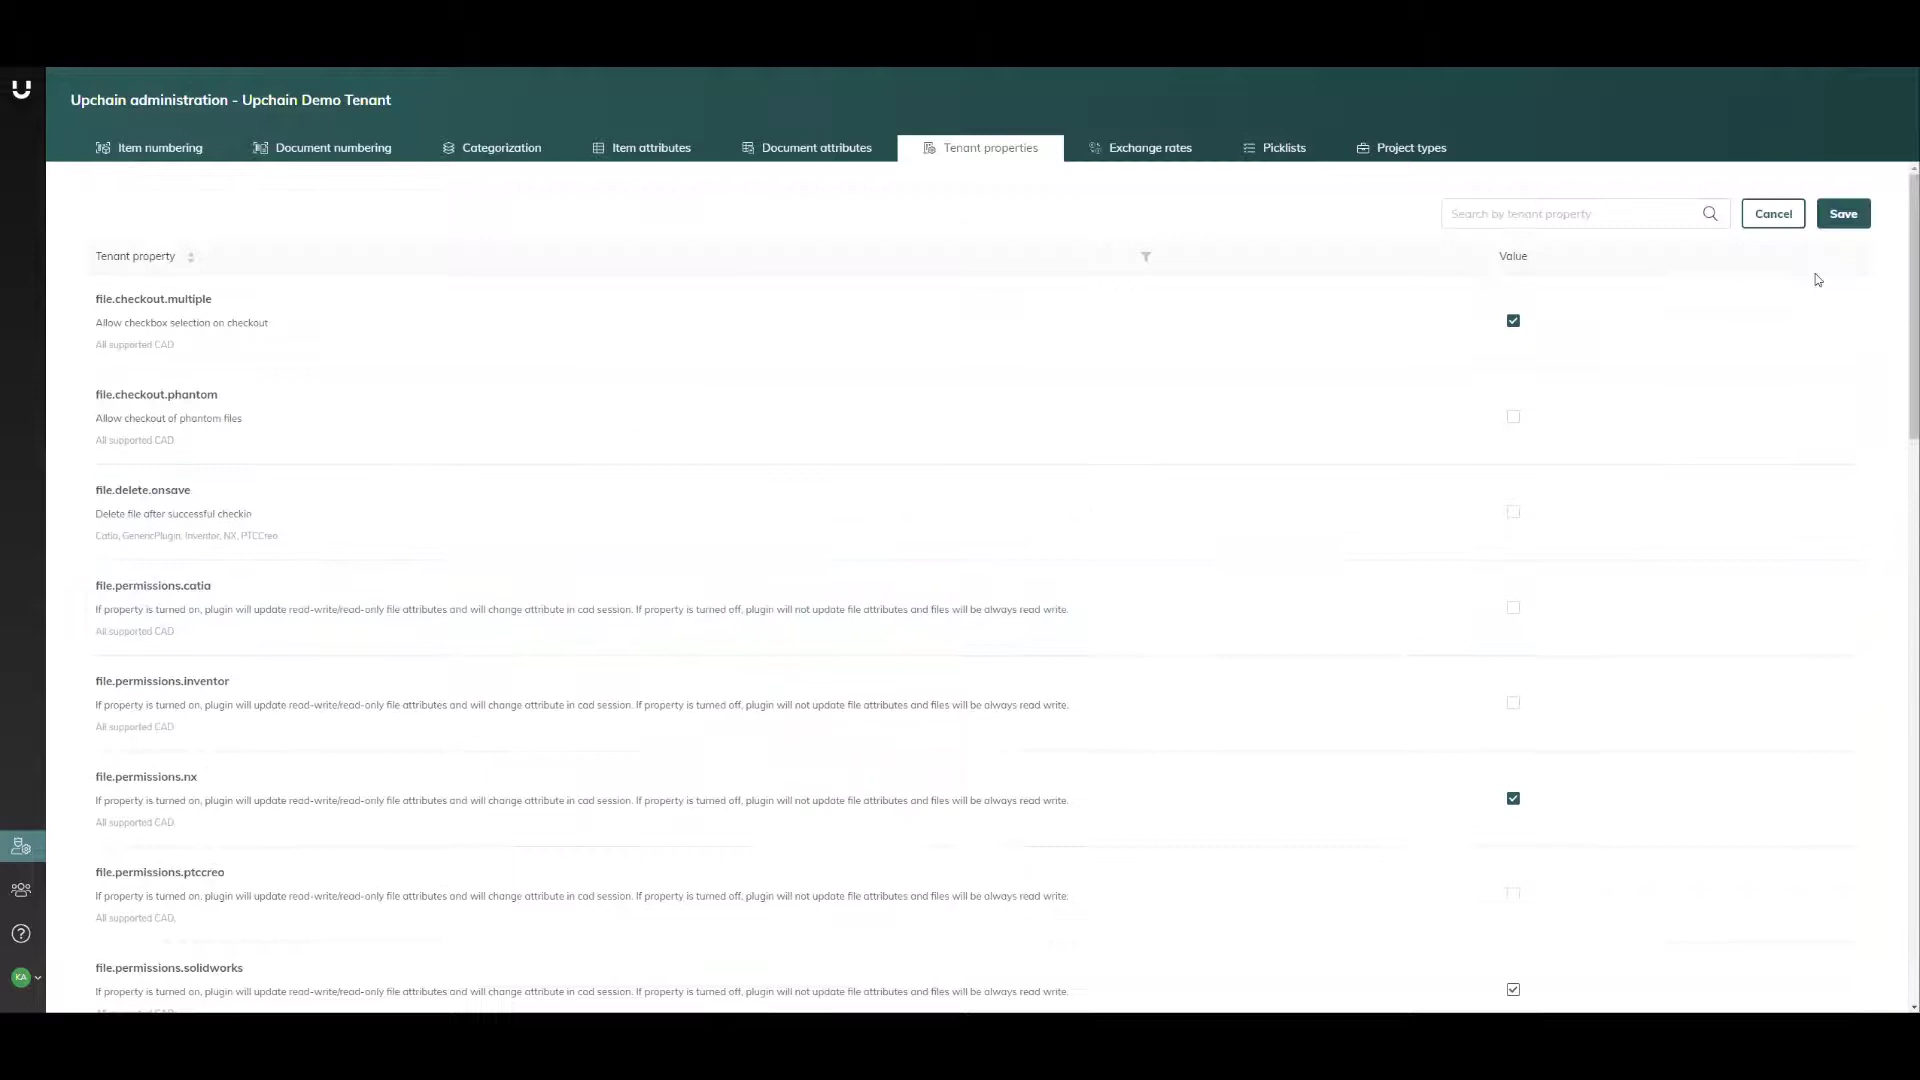 Upchain administration - Upchain Demo Tenant
Item numbering
Document numbering
Categorization
Item attributes
Document attributes
Tenant properties
Exchange rates
Picklists
Project types
Search by tenant property
Cancel
Save
Tenant property
Value
file.checkout.multiple
Allow checkbox selection on checkout
All supported CAD
file.checkout.phantom
Allow checkout of phantom files
All supported CAD
file.delete.onsave
Delete file after successful checkin
Catia, GenericPlugin, Inventor, NX, PTCCreo
file.permissions.catia
If property is turned on, plugin will update read-write/read-only file attributes and will change attribute in cad session. If property is turned off, plugin will not update file attributes and files will be always read write.
All supported CAD
file.permissions.inventor
If property is turned on, plugin will update read-write/read-only file attributes and will change attribute in cad session. If property is turned off, plugin will not update file attributes and files will be always read write.
All supported CAD
file.permissions.nx
If property is turned on, plugin will update read-write/read-only file attributes and will change attribute in cad session. If property is turned off, plugin will not update file attributes and files will be always read write.
All supported CAD
file.permissions.ptccreo
If property is turned on, plugin will update read-write/read-only file attributes and will change attribute in cad session. If property is turned off, plugin will not update file attributes and files will be always read write.
All supported CAD,
file.permissions.solidworks
If property is turned on, plugin will update read-write/read-only file attributes and will change attribute in cad session. If property is turned off, plugin will not update file attributes and files will be always read write.
KA